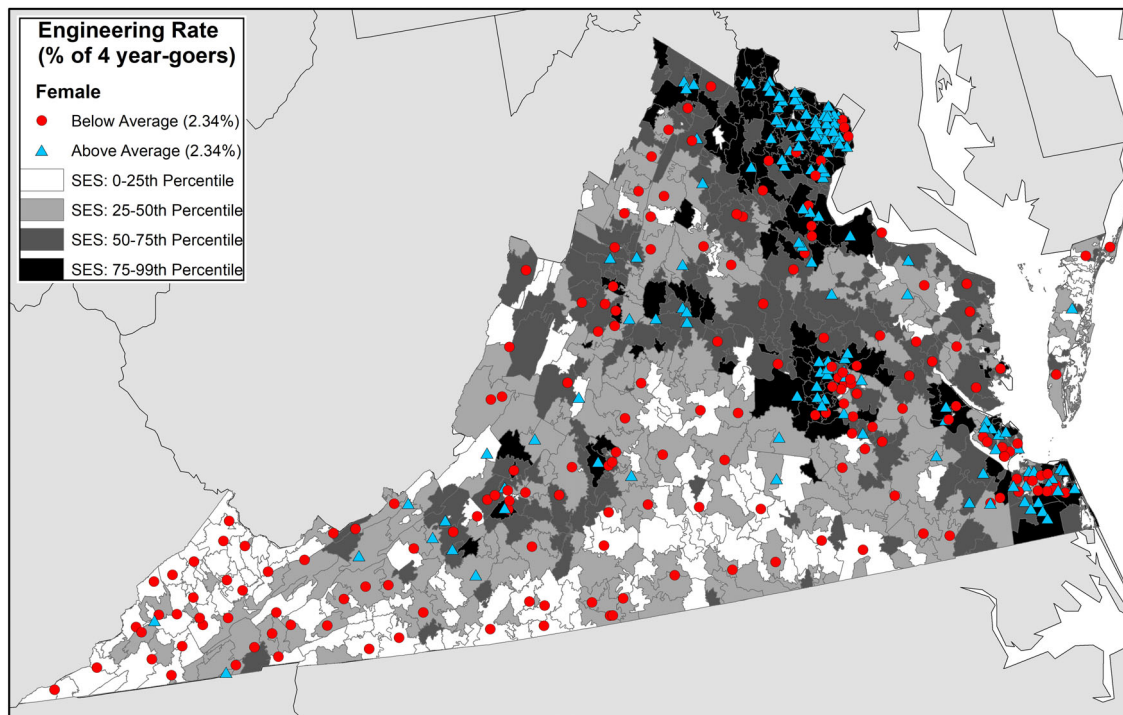 Engineering Rate
(% of 4 year-goers)
Female
Below Average (2.34%)
Above Average (2.34%)
SES: 0-25th Percentile
SES: 25-50th Percentile
SES: 50-75th Percentile
SES: 75-99th Percentile